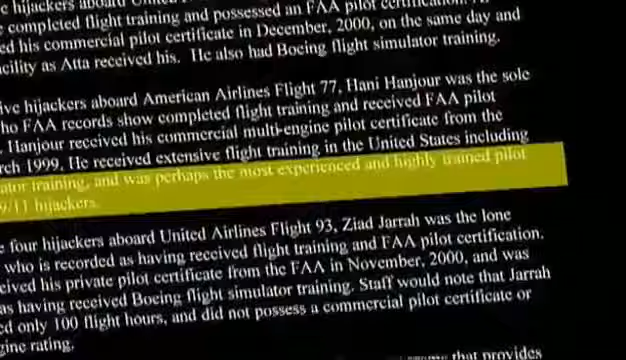 e hijackers aboard United
e completed flight training and possessed an FAA pilot certification.
ed his commercial pilot certificate in December, 2000, on the same day and
acility as Atta received his. He also had Boeing flight simulator training.
ive hijackers aboard American Airlines Flight 77, Hani Hanjour was the sole
ho FAA records show completed flight training and received FAA pilot
. Hanjour received his commercial multi-engine pilot certificate from the
rch 1999. He received extensive flight training in the United States including
ator training, and was perhaps the most experienced and highly trained pilot
9/11 hijackers.
e four hijackers aboard United Airlines Flight 93, Ziad Jarrah was the lone
who is recorded as having received flight training and FAA pilot certification.
ceived his private pilot certificate from the FAA in November, 2000, and was
as having received Boeing flight simulator training. Staff would note that Jarrah
ed only 100 flight hours, and did not possess a commercial pilot certificate or
gine rating.
that provides